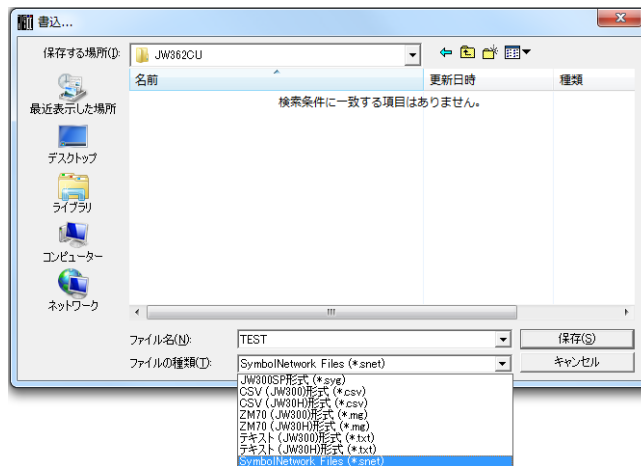 書込...
保存する場所(I):
JW362CU
名前
更新日時
種類
検索条件に一致する項目はありません。
最近表示した場所
デスクトップ
ライブラリ
コンピューター
ネットワーク
ファイル名(N):
TEST
保存(S)
ファイルの種類(T):
SymbolNetwork Files (*.snet)
キャンセル
JW300SP形式 (*.syg)
CSV (JW300)形式 (*.csv)
CSV (JW30H)形式 (*.csv)
ZM70 (JW300)形式 (*.mg)
ZM70 (JW30H)形式 (*.mg)
テキスト (JW300)形式 (*.txt)
テキスト (JW30H)形式 (*.txt)
SymbolNetwork Files (*.snet)